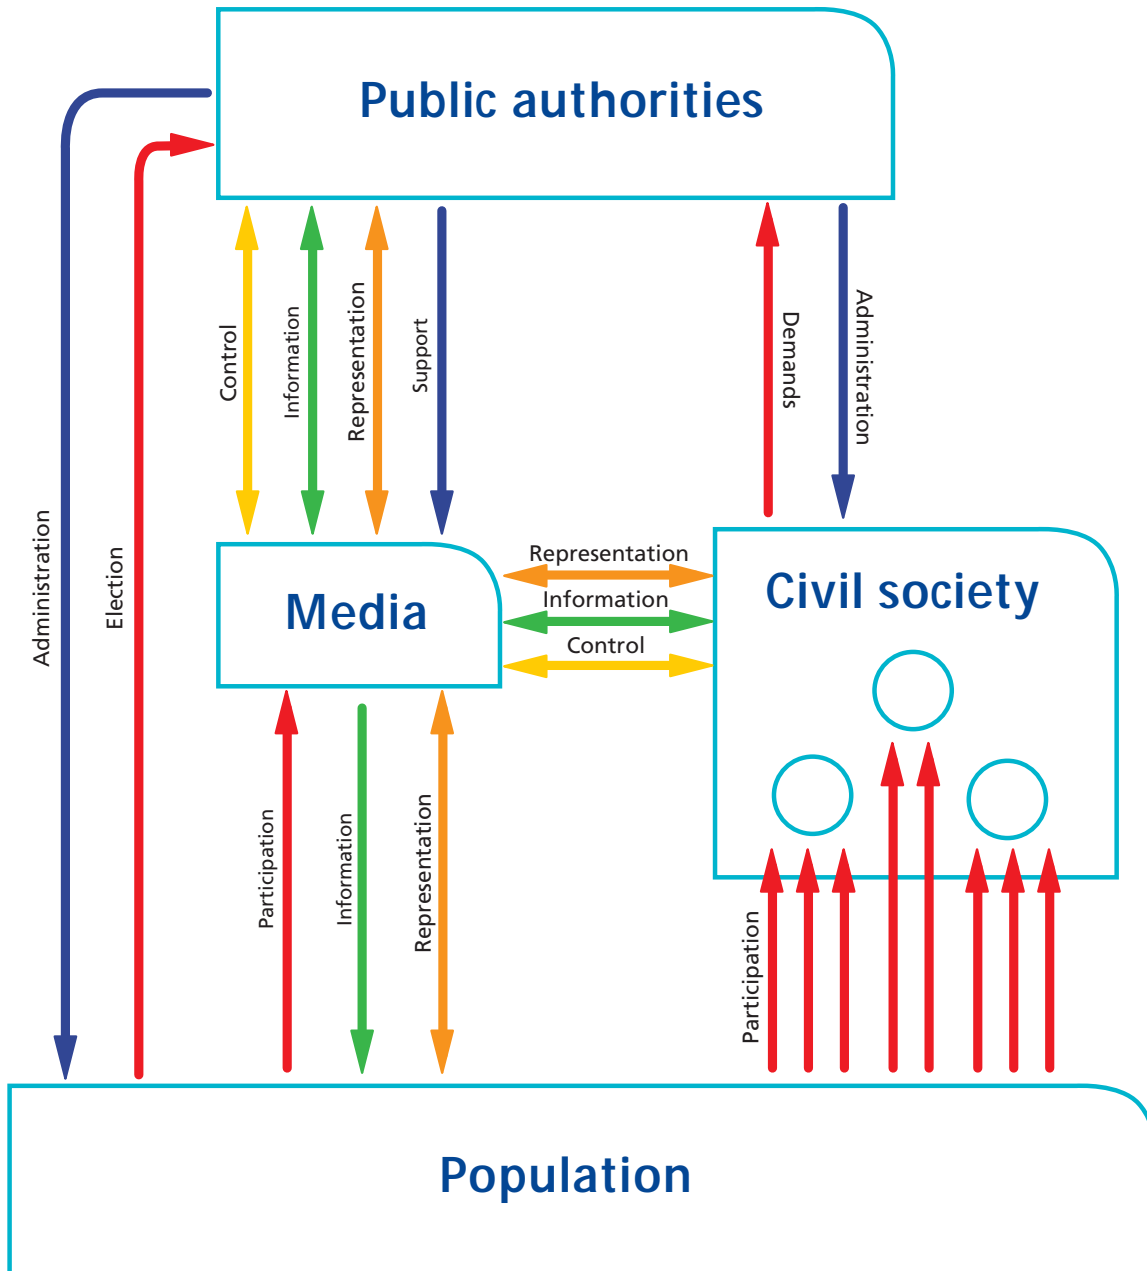 Public authorities
Control
Information
Representation
Support
Demands
Administration
Administration
Election
Media
Representation
Information
Control
Civil society
Participation
Information
Representation
Participation
Population